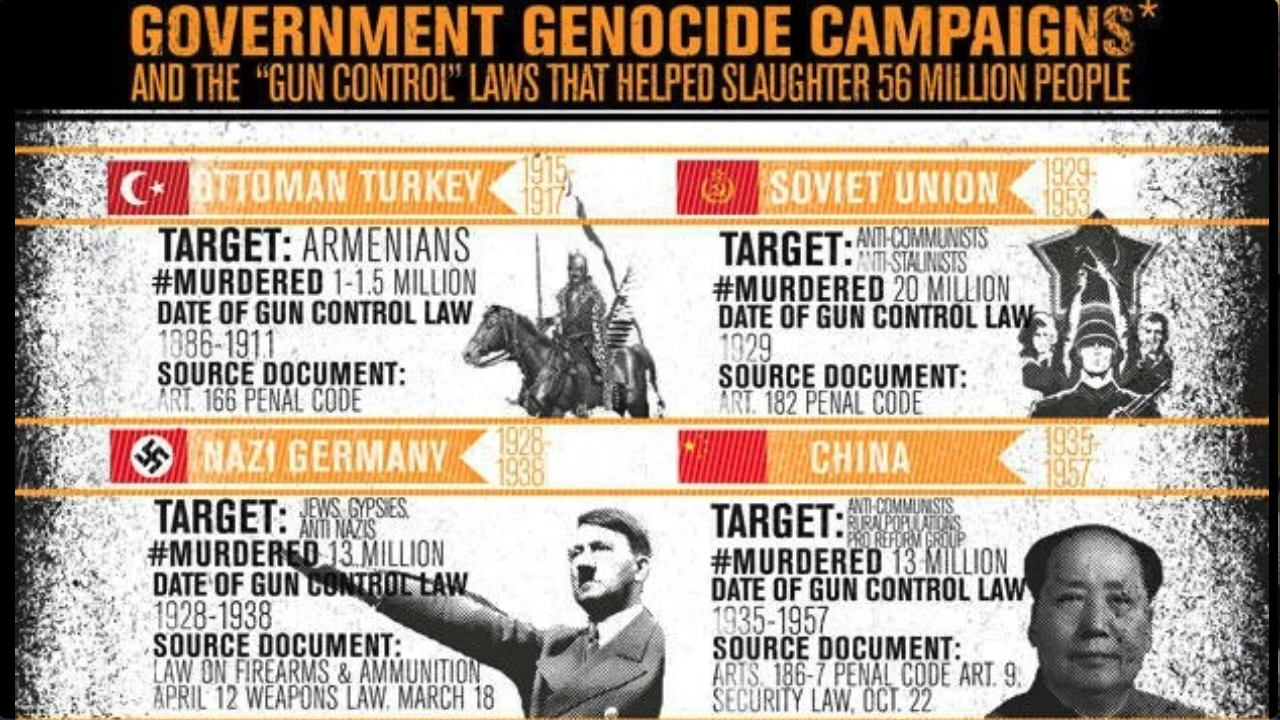 GOVERNMENT GENOCIDE CAMPAIGNS*
AND THE "GUN CONTROL" LAWS THAT HELPED SLAUGHTER 56 MILLION PEOPLE
OTTOMAN TURKEY
1915-
1917
TARGET: ARMENIANS
#MURDERED 1-1.5 MILLION
DATE OF GUN CONTROL LAW
1886-1911
SOURCE DOCUMENT:
ART. 166 PENAL CODE
SOVIET UNION
1929-
1953
TARGET: ANTI-COMMUNISTS
ANTI-STALINISTS
#MURDERED 20 MILLION
DATE OF GUN CONTROL LAW
1929
SOURCE DOCUMENT:
ART. 182 PENAL CODE
NAZI GERMANY
1928-
1938
TARGET: JEWS, GYPSIES,
ANTI NAZIS
#MURDERED 13 MILLION
DATE OF GUN CONTROL LAW
1928-1938
SOURCE DOCUMENT:
LAW ON FIREARMS & AMMUNITION
APRIL 12 WEAPONS LAW, MARCH 18
CHINA
1935-
1957
TARGET: ANTI-COMMUNISTS
RURAL POPULATIONS
PRO REFORM GROUP
#MURDERED 13 MILLION
DATE OF GUN CONTROL LAW
1935-1957
SOURCE DOCUMENT:
ARTS. 186-7 PENAL CODE ART. 9,
SECURITY LAW, OCT. 22